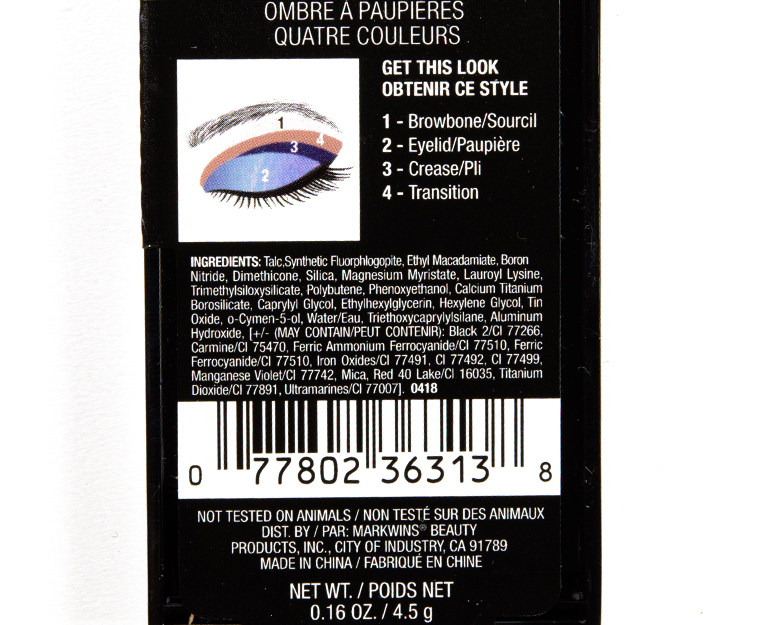 OMBRE À PAUPIÈRES
QUATRE COULEURS
GET THIS LOOK
OBTENIR CE STYLE
1 - Browbone/Sourcil
2 - Eyelid/Paupière
3 - Crease/Pli
4 - Transition
1
4
3
2
INGREDIENTS: Talc,Synthetic Fluorphlogopite, Ethyl Macadamiate, Boron
Nitride, Dimethicone, Silica, Magnesium Myristate, Lauroyl Lysine,
Trimethylsiloxysilicate, Polybutene, Phenoxyethanol, Calcium Titanium
Borosilicate, Caprylyl Glycol, Ethylhexylglycerin, Hexylene Glycol, Tin
Oxide, o-Cymen-5-ol, Water/Eau, Triethoxycaprylylsilane, Aluminum
Hydroxide, [+/- (MAY CONTAIN/PEUT CONTENIR): Black 2/CI 77266,
Carmine/CI 75470, Ferric Ammonium Ferrocyanide/CI 77510, Ferric
Ferrocyanide/CI 77510, Iron Oxides/CI 77491, CI 77492, CI 77499,
Manganese Violet/CI 77742, Mica, Red 40 Lake/CI 16035, Titanium
Dioxide/CI 77891, Ultramarines/CI 77007]. 0418
0 77802 36313 8
NOT TESTED ON ANIMALS / NON TESTÉ SUR DES ANIMAUX
DIST. BY / PAR: MARKWINS® BEAUTY
PRODUCTS, INC., CITY OF INDUSTRY, CA 91789
MADE IN CHINA / FABRIQUÉ EN CHINE
NET WT. / POIDS NET
0.16 OZ. / 4.5 g